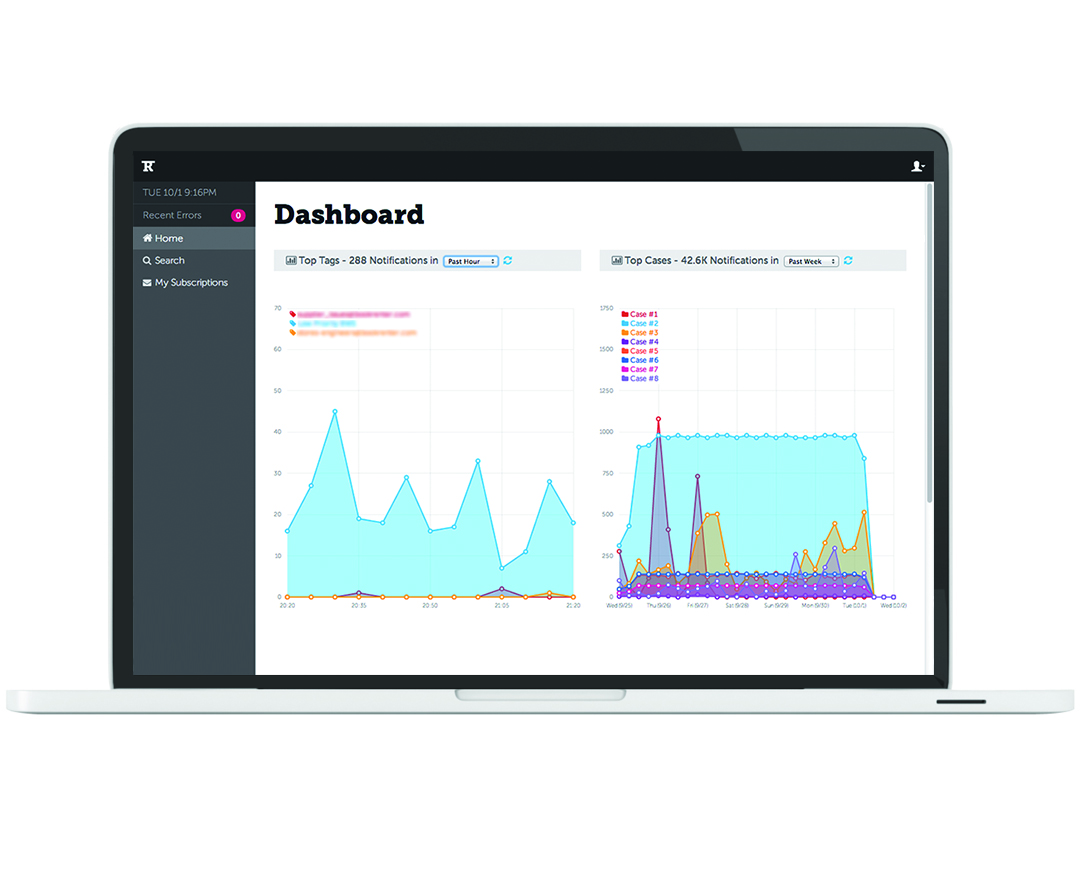 TR
TUE 10/1 9:16PM
Recent Errors 0
Home
Search
My Subscriptions
Dashboard
Top Tags - 288 Notifications in Past Hour
70
60
50
40
30
20
10
0
20:20 20:35 20:50 21:05 21:20
Top Cases - 42.6K Notifications in Past Week
1750
1500
1250
1000
750
500
250
0
Case #1
Case #2
Case #3
Case #4
Case #5
Case #6
Case #7
Case #8
Wed (9/25) Thu (9/26) Fri (9/27) Sat (9/28) Sun (9/29) Mon (9/30) Tue (10/1) Wed (10/2)